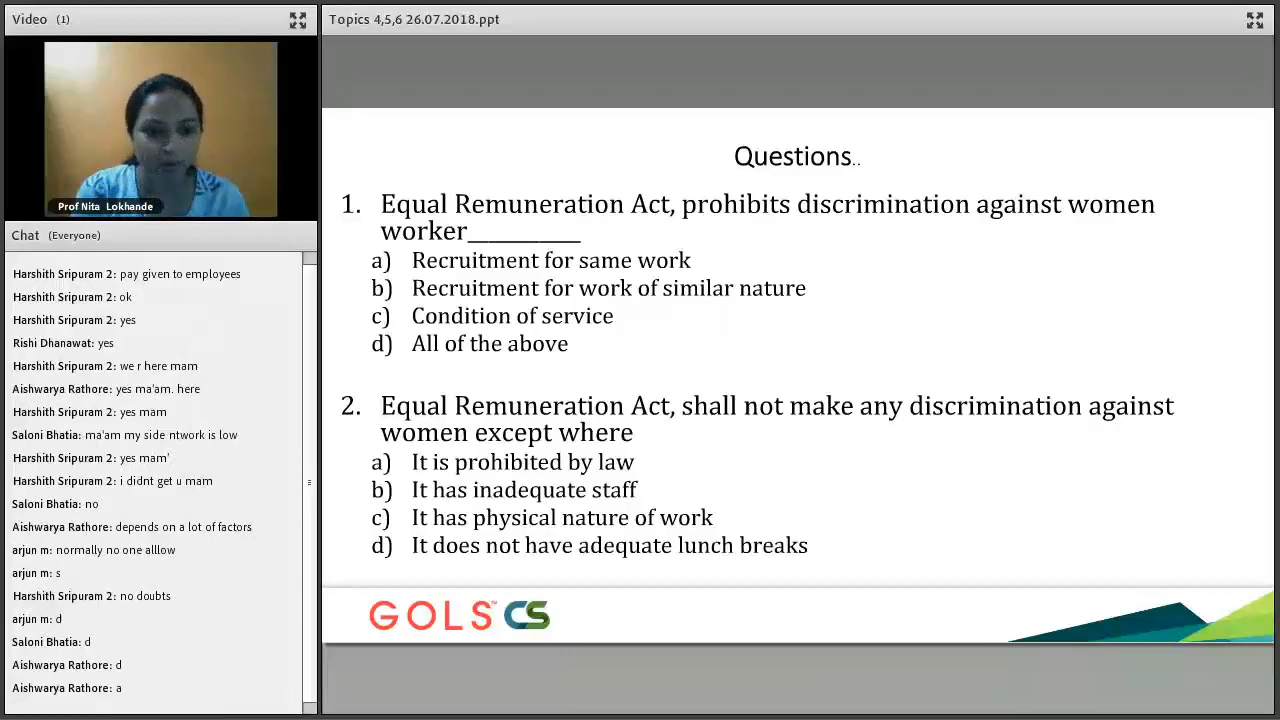 Video (1)
Topics 4,5,6 26.07.2018.ppt
Prof Nita Lokhande
Chat (Everyone)
Harshith Sripuram 2: pay given to employees
Harshith Sripuram 2: ok
Harshith Sripuram 2: yes
Rishi Dhanawat: yes
Harshith Sripuram 2: we r here mam
Aishwarya Rathore: yes ma'am. here
Harshith Sripuram 2: yes mam
Saloni Bhatia: ma'am my side ntwork is low
Harshith Sripuram 2: yes mam'
Harshith Sripuram 2: i didnt get u mam
Saloni Bhatia: no
Aishwarya Rathore: depends on a lot of factors
arjun m: normally no one alllow
arjun m: s
Harshith Sripuram 2: no doubts
arjun m: d
Saloni Bhatia: d
Aishwarya Rathore: d
Aishwarya Rathore: a
Questions..
1. Equal Remuneration Act, prohibits discrimination against women
worker__________
a) Recruitment for same work
b) Recruitment for work of similar nature
c) Condition of service
d) All of the above
2. Equal Remuneration Act, shall not make any discrimination against
women except where
a) It is prohibited by law
b) It has inadequate staff
c) It has physical nature of work
d) It does not have adequate lunch breaks
GOLS™ CS